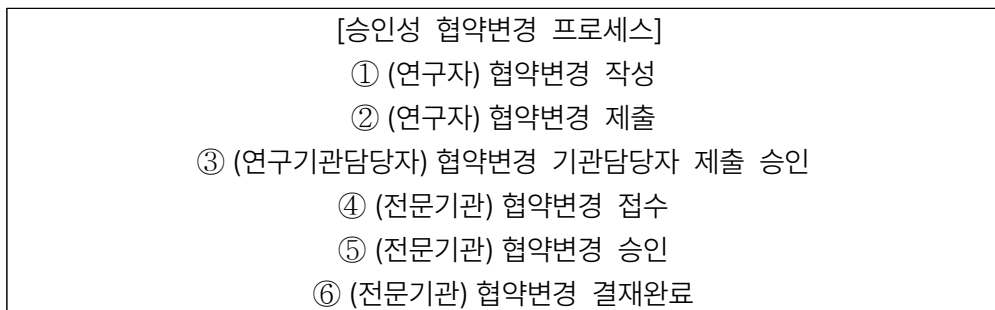 [승인성 협약변경 프로세스]
① (연구자) 협약변경 작성
② (연구자) 협약변경 제출
③ (연구기관담당자) 협약변경 기관담당자 제출 승인
④ (전문기관) 협약변경 접수
⑤ (전문기관) 협약변경 승인
⑥ (전문기관) 협약변경 결재완료